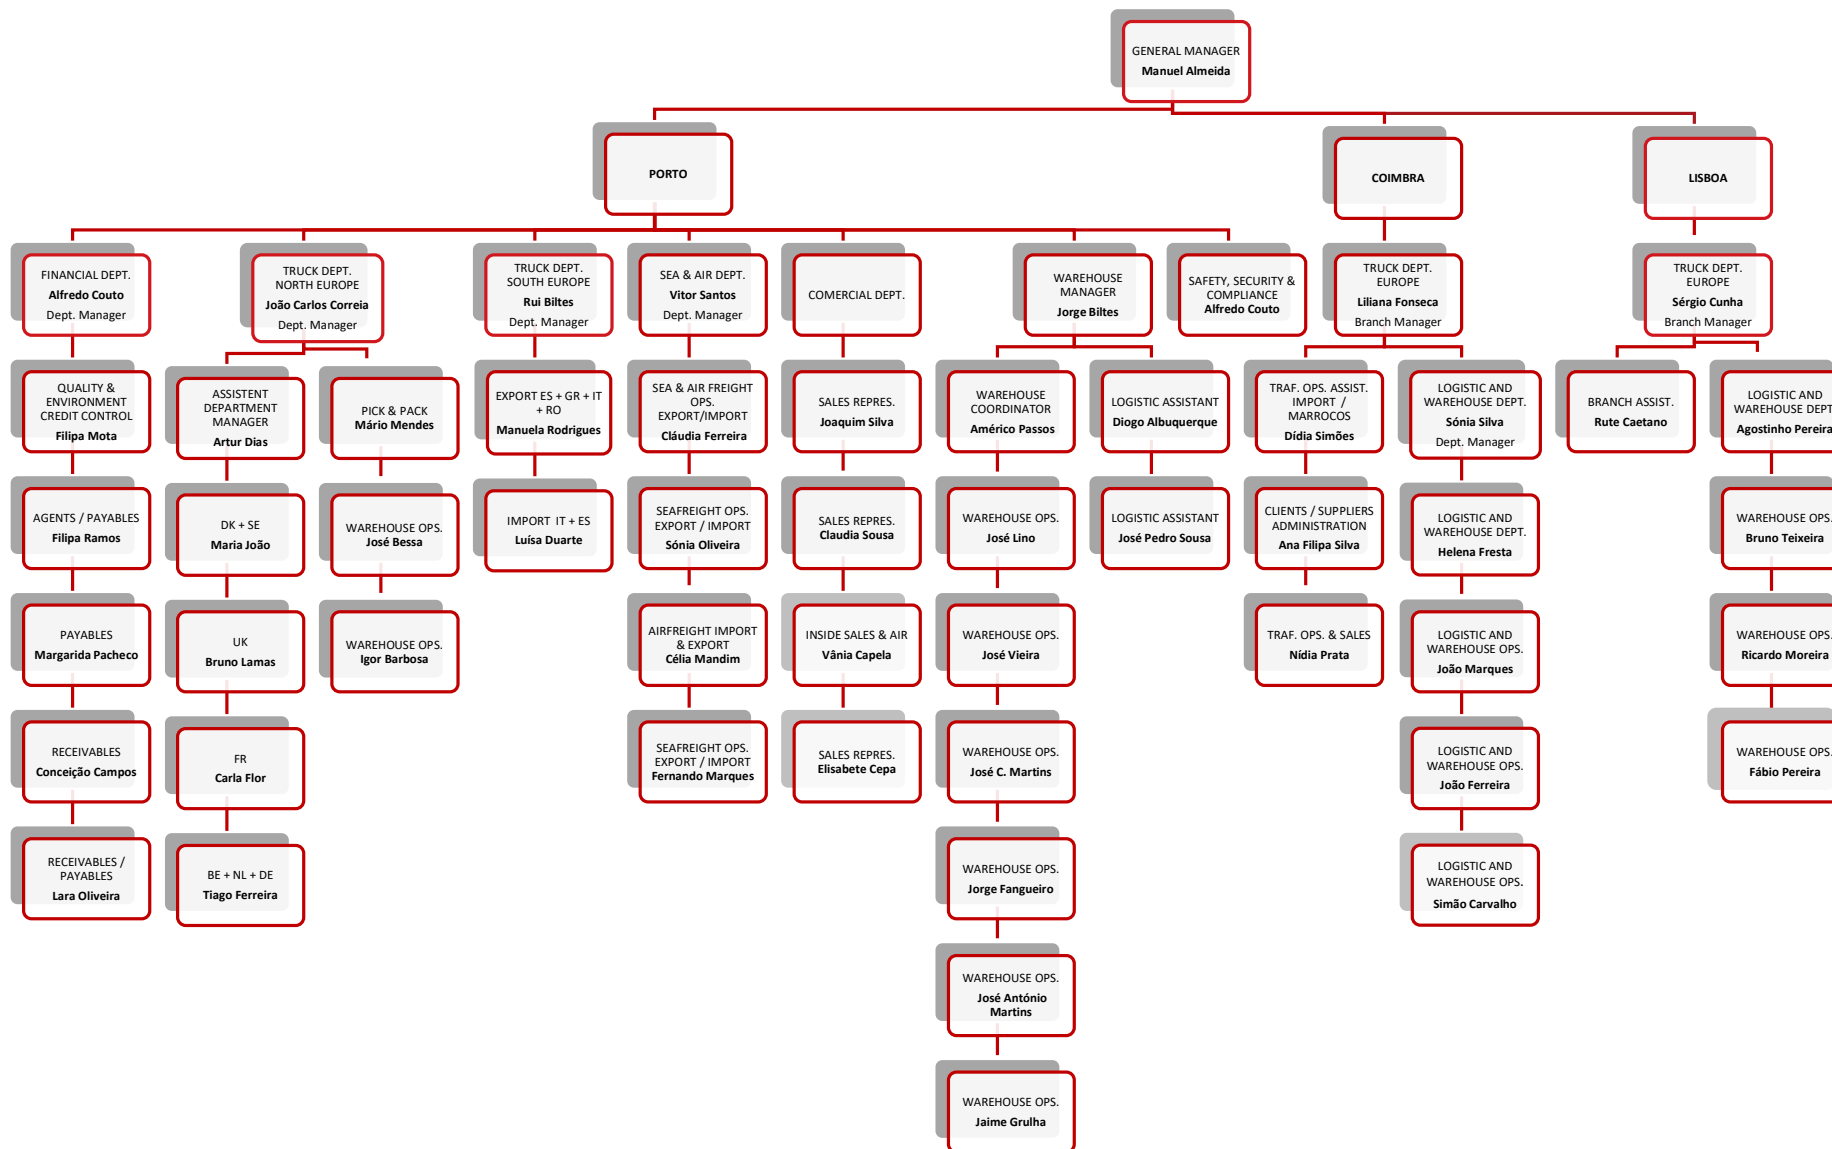 GENERAL MANAGER
Manuel Almeida
PORTO
COIMBRA
LISBOA
FINANCIAL DEPT.
Alfredo Couto
Dept. Manager
TRUCK DEPT.
NORTH EUROPE
João Carlos Correia
Dept. Manager
TRUCK DEPT.
SOUTH EUROPE
Rui Biltes
Dept. Manager
SEA & AIR DEPT.
Vitor Santos
Dept. Manager
COMERCIAL DEPT.
WAREHOUSE
MANAGER
Jorge Biltes
SAFETY, SECURITY &
COMPLIANCE
Alfredo Couto
TRUCK DEPT.
EUROPE
Liliana Fonseca
Branch Manager
TRUCK DEPT.
EUROPE
Sérgio Cunha
Branch Manager
QUALITY &
ENVIRONMENT
CREDIT CONTROL
Filipa Mota
ASSISTENT
DEPARTMENT
MANAGER
Artur Dias
PICK & PACK
Mário Mendes
EXPORT ES + GR + IT
+ RO
Manuela Rodrigues
SEA & AIR FREIGHT
OPS.
EXPORT/IMPORT
Cláudia Ferreira
SALES REPRES.
Joaquim Silva
WAREHOUSE
COORDINATOR
Américo Passos
LOGISTIC ASSISTANT
Diogo Albuquerque
TRAF. OPS. ASSIST.
IMPORT /
MARROCOS
Dídia Simões
LOGISTIC AND
WAREHOUSE DEPT.
Sónia Silva
Dept. Manager
BRANCH ASSIST.
Rute Caetano
LOGISTIC AND
WAREHOUSE DEPT
Agostinho Pereira
AGENTS / PAYABLES
Filipa Ramos
DK + SE
Maria João
WAREHOUSE OPS.
José Bessa
IMPORT IT + ES
Luísa Duarte
SEAFREIGHT OPS.
EXPORT / IMPORT
Sónia Oliveira
SALES REPRES.
Claudia Sousa
WAREHOUSE OPS.
José Lino
LOGISTIC ASSISTANT
José Pedro Sousa
CLIENTS / SUPPLIERS
ADMINISTRATION
Ana Filipa Silva
LOGISTIC AND
WAREHOUSE DEPT.
Helena Fresta
WAREHOUSE OPS.
Bruno Teixeira
PAYABLES
Margarida Pacheco
UK
Bruno Lamas
WAREHOUSE OPS.
Igor Barbosa
AIRFREIGHT IMPORT
& EXPORT
Célia Mandim
INSIDE SALES & AIR
Vânia Capela
WAREHOUSE OPS.
José Vieira
TRAF. OPS. & SALES
Nídia Prata
LOGISTIC AND
WAREHOUSE OPS.
João Marques
WAREHOUSE OPS.
Ricardo Moreira
RECEIVABLES
Conceição Campos
FR
Carla Flor
SEAFREIGHT OPS.
EXPORT / IMPORT
Fernando Marques
SALES REPRES.
Elisabete Cepa
WAREHOUSE OPS.
José C. Martins
LOGISTIC AND
WAREHOUSE OPS.
João Ferreira
WAREHOUSE OPS.
Fábio Pereira
RECEIVABLES /
PAYABLES
Lara Oliveira
BE + NL + DE
Tiago Ferreira
WAREHOUSE OPS.
Jorge Fangueiro
LOGISTIC AND
WAREHOUSE OPS.
Simão Carvalho
WAREHOUSE OPS.
José António
Martins
WAREHOUSE OPS.
Jaime Grulha